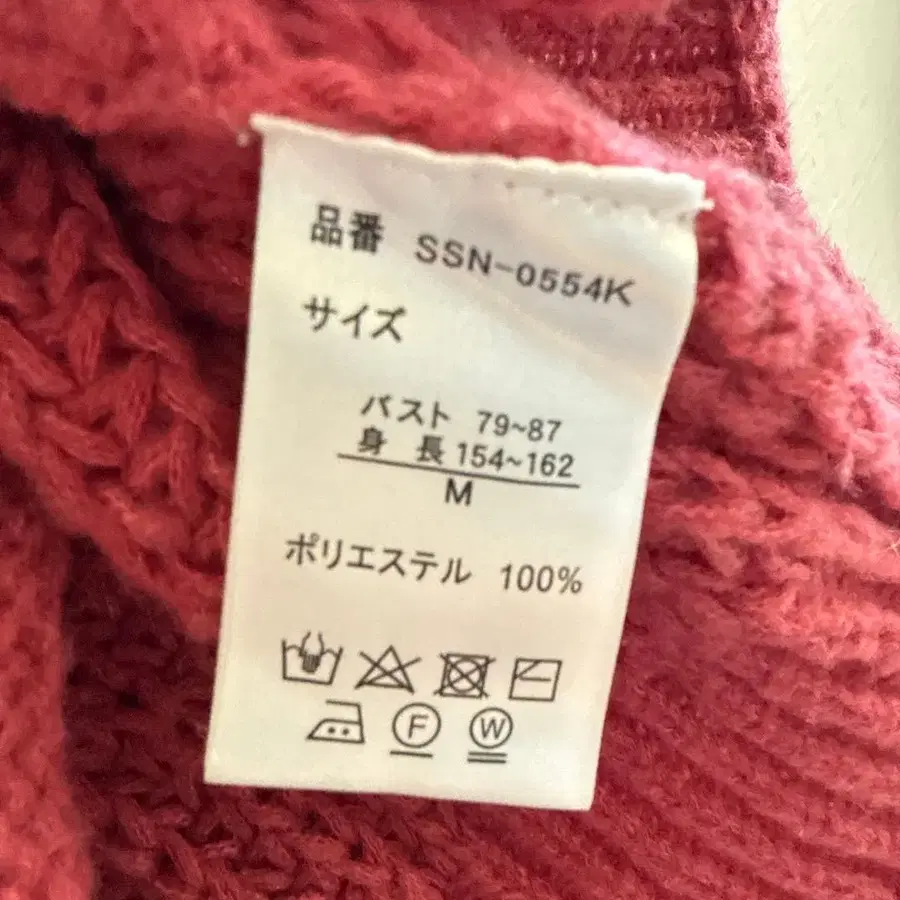 品番 SSN-0554K
サイズ
バスト 79~87
身長 154~162
M
ポリエステル 100%
F
W